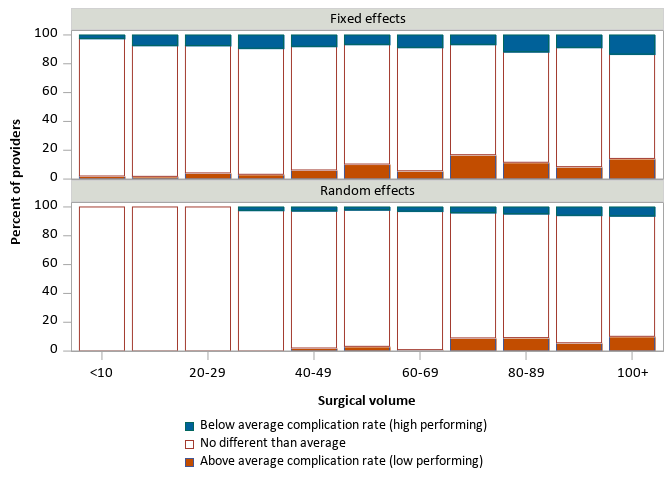 Fixed effects
100
80
60
40
20
0
Random effects
100
80
60
40
20
0
Percent of providers
<10 20-29 40-49 60-69 80-89 100+
Surgical volume
Below average complication rate (high performing)
No different than average
Above average complication rate (low performing)